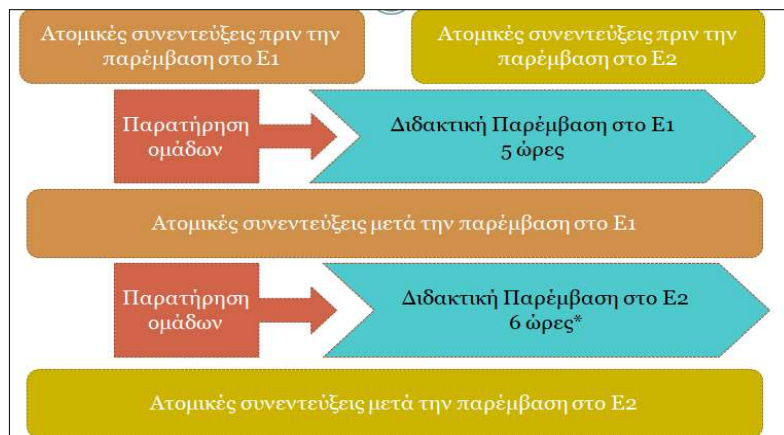 Ατομικές συνεντεύξεις πριν την
παρέμβαση στο Ε1
Ατομικές συνεντεύξεις πριν την
παρέμβαση στο Ε2
Παρατήρηση
ομάδων
Διδακτική Παρέμβαση στο Ε1
5 ώρες
Ατομικές συνεντεύξεις μετά την παρέμβαση στο Ε1
Παρατήρηση
ομάδων
Διδακτική Παρέμβαση στο Ε2
6 ώρες*
Ατομικές συνεντεύξεις μετά την παρέμβαση στο Ε2